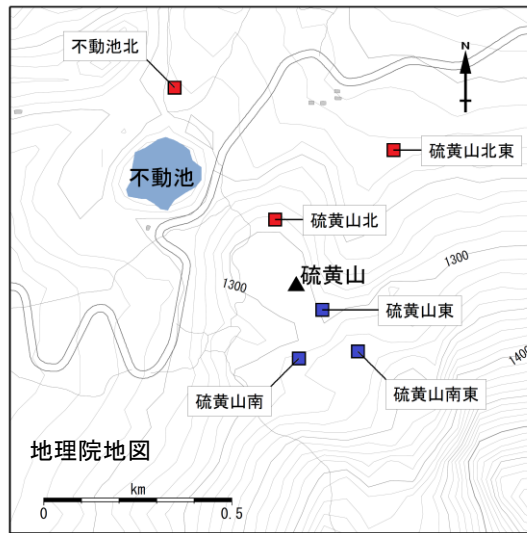 不動池北
N
不動池
硫黄山北東
硫黄山北
硫黄山
1300
1300
硫黄山東
1400
硫黄山南
硫黄山南東
地理院地図
km
0
0.5